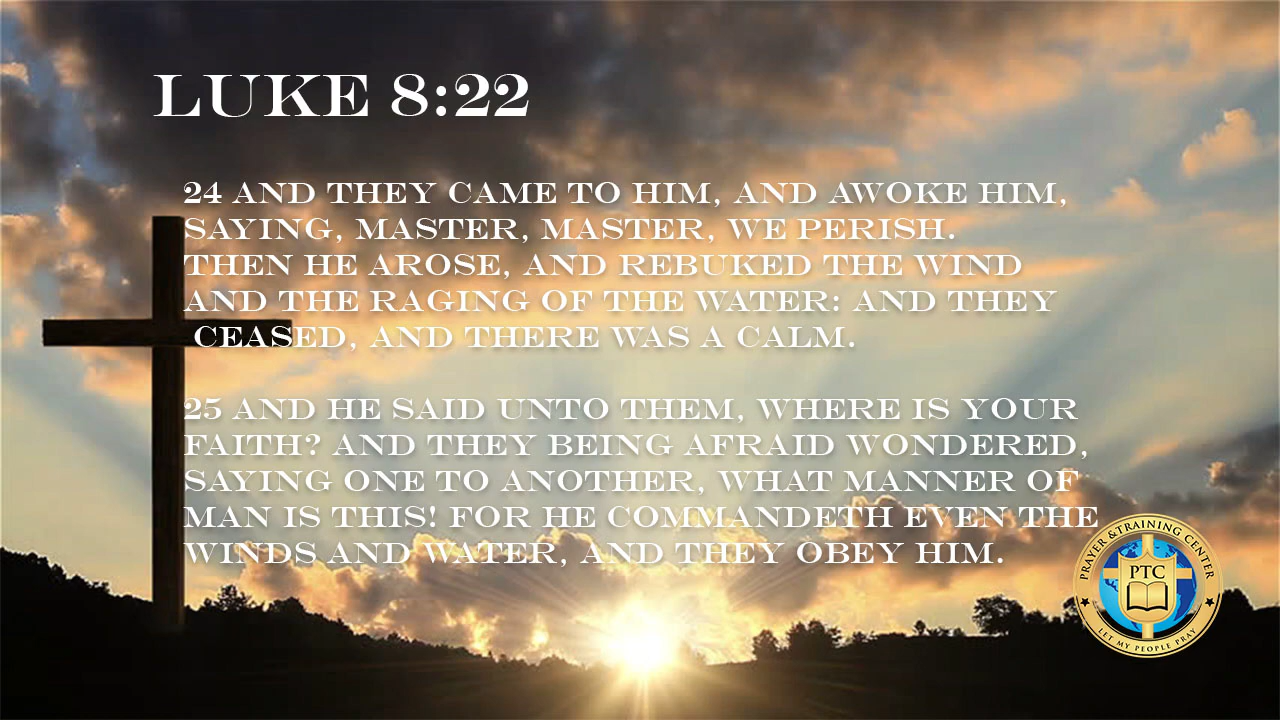 LUKE 8:22
24 AND THEY CAME TO HIM, AND AWOKE HIM,
SAYING, MASTER, MASTER, WE PERISH.
THEN HE AROSE, AND REBUKED THE WIND
AND THE RAGING OF THE WATER: AND THEY
CEASED, AND THERE WAS A CALM.
25 AND HE SAID UNTO THEM, WHERE IS YOUR
FAITH? AND THEY BEING AFRAID WONDERED,
SAYING ONE TO ANOTHER, WHAT MANNER OF
MAN IS THIS! FOR HE COMMANDETH EVEN THE
WINDS AND WATER, AND THEY OBEY HIM.
PRAYER & TRAINING CENTER
PTC
LET MY PEOPLE PRAY